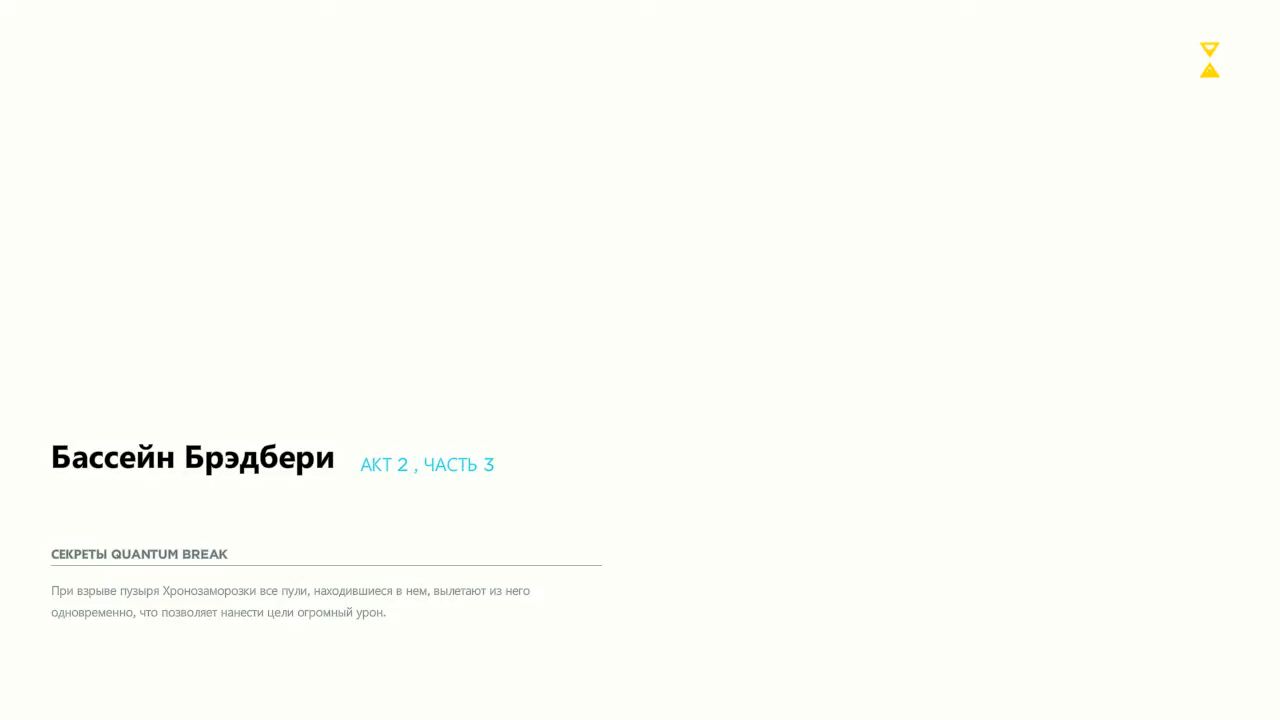 Бассейн Брэдбери АКТ 2 , ЧАСТЬ 3
СЕКРЕТЫ QUANTUM BREAK
При взрыве пузыря Хронозаморозки все пули, находившиеся в нем, вылетают из него
одновременно, что позволяет нанести цели огромный урон.